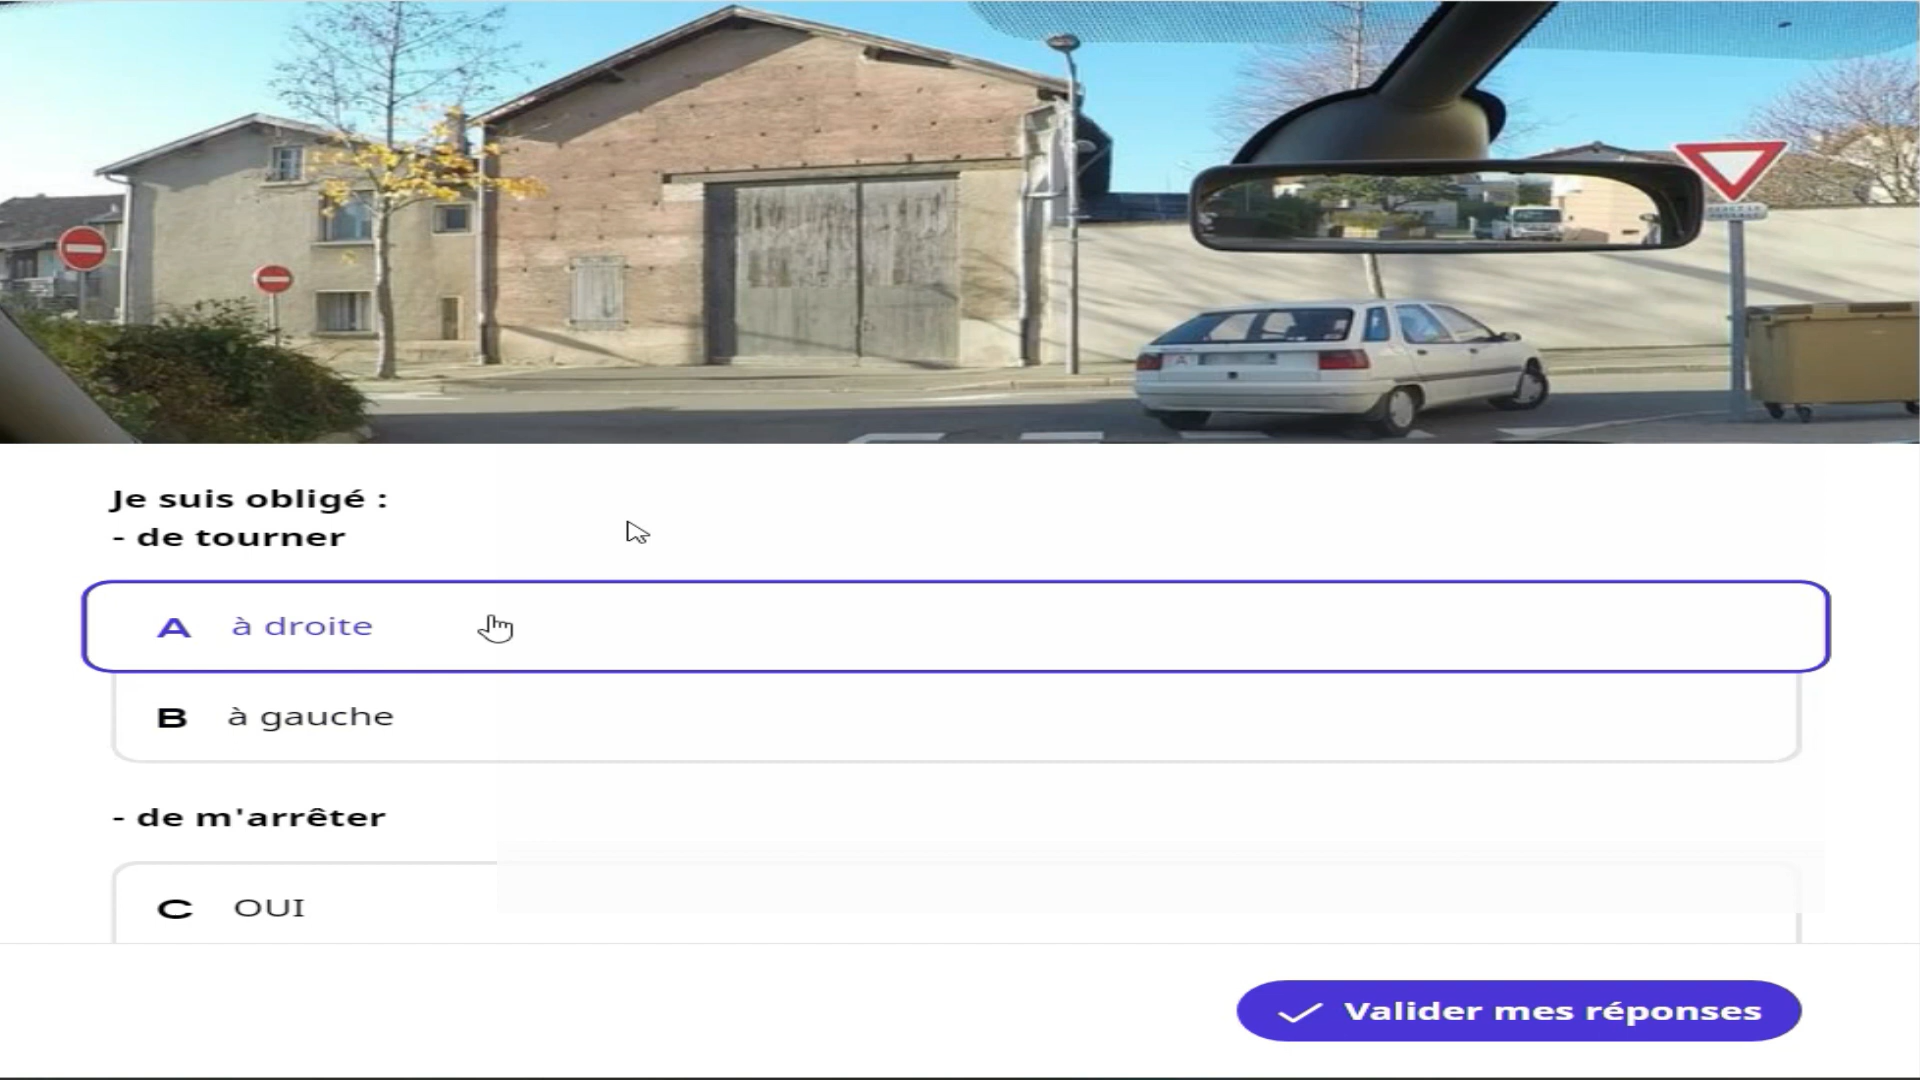 A
Je suis obligé :
- de tourner
A à droite
B à gauche
- de m'arrêter
C OUI
Valider mes réponses